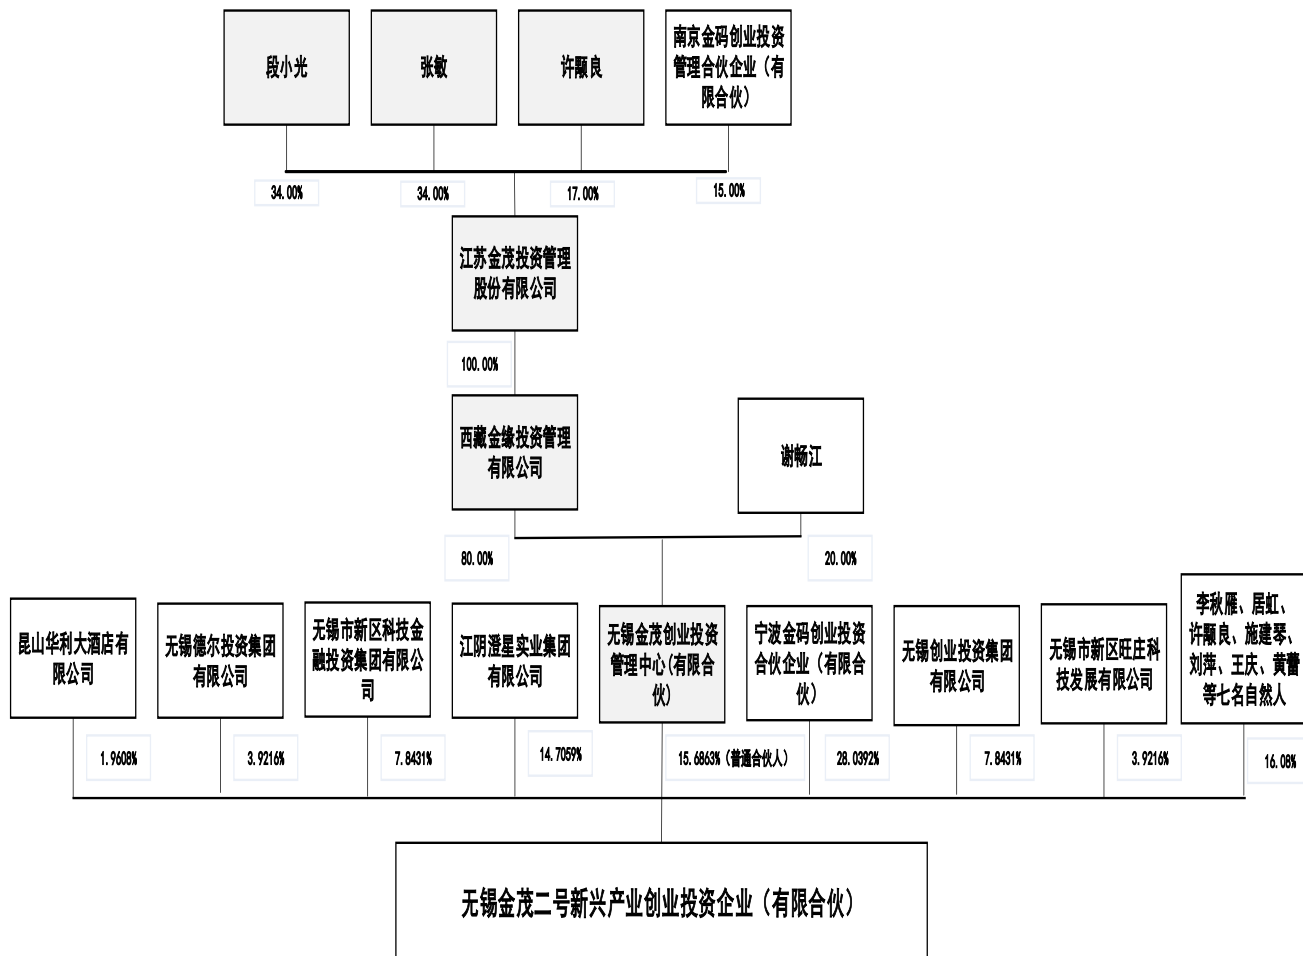 段小光
张敏
许颙良
南京金码创业投资
管理合伙企业（有
限合伙）
34.00%
34.00%
17.00%
15.00%
江苏金茂投资管理
股份有限公司
100.00%
西藏金缘投资管理
有限公司
谢畅江
80.00%
20.00%
昆山华利大酒店有
限公司
无锡德尔投资集团
有限公司
无锡市新区科技金
融投资集团有限公
司
江阴澄星实业集团
有限公司
无锡金茂创业投资
管理中心(有限合
伙)
宁波金码创业投资
合伙企业（有限合
伙）
无锡创业投资集团
有限公司
无锡市新区旺庄科
技发展有限公司
李秋雁、居虹、
许颙良、施建琴、
刘萍、王庆、黄蕾
等七名自然人
1.9608%
3.9216%
7.8431%
14.7059%
15.6863%（普通合伙人）
28.0392%
7.8431%
3.9216%
16.08%
无锡金茂二号新兴产业创业投资企业（有限合伙）